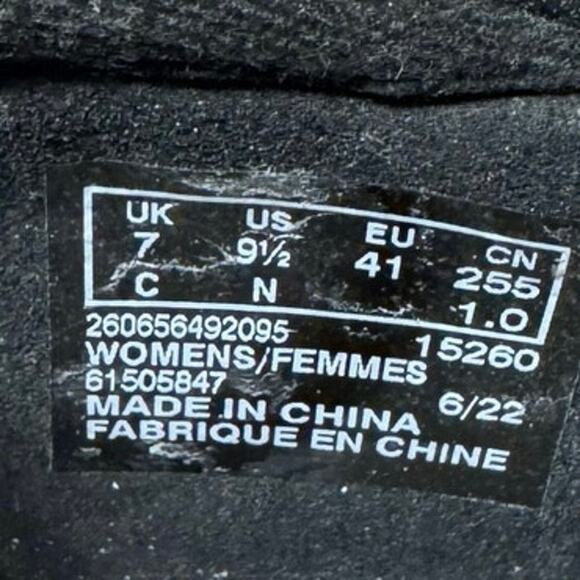 UK US EU CN
7 9½ 41 255
C N 1.0
260656492095 15260
WOMENS/FEMMES
61505847 6/22
MADE IN CHINA
FABRIQUE EN CHINE